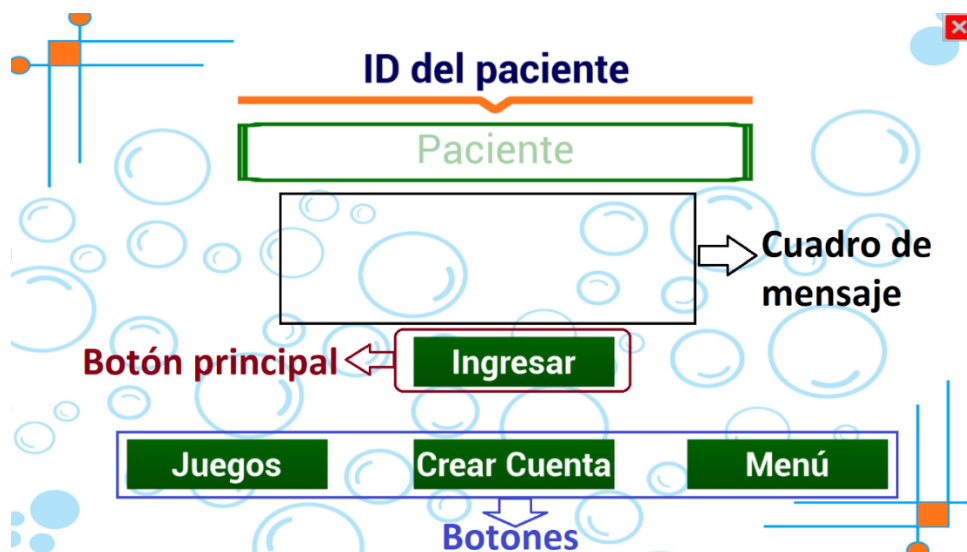 ID del paciente
Paciente
Cuadro de
mensaje
Botón principal
Ingresar
Juegos
Crear Cuenta
Menú
Botones